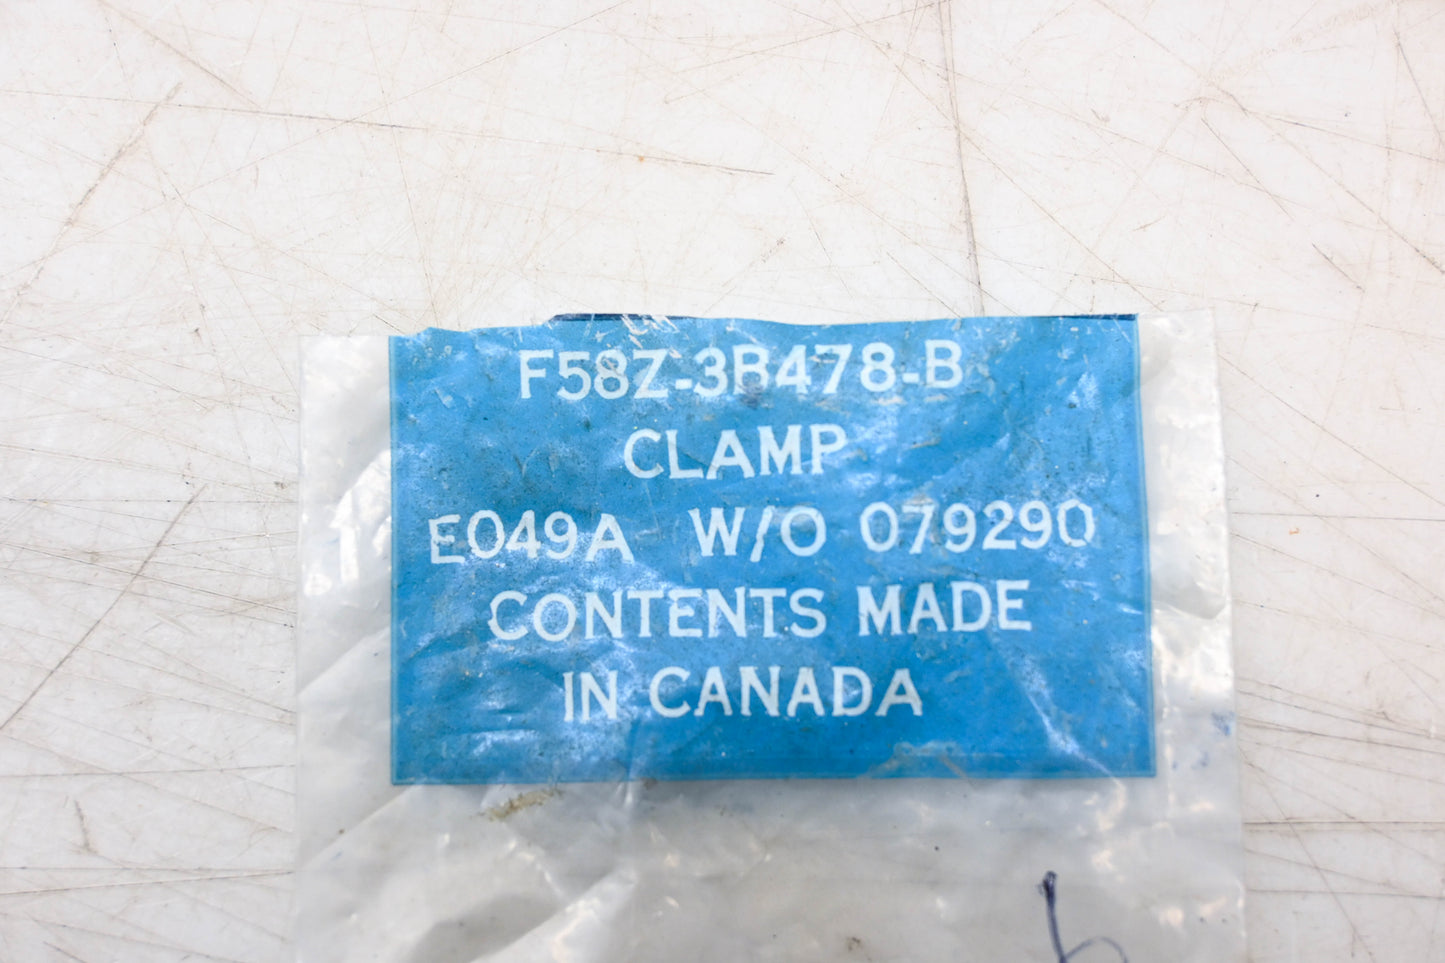 F58Z-3B478-B
CLAMP
E049A W/O 079290
CONTENTS MADE
IN CANADA